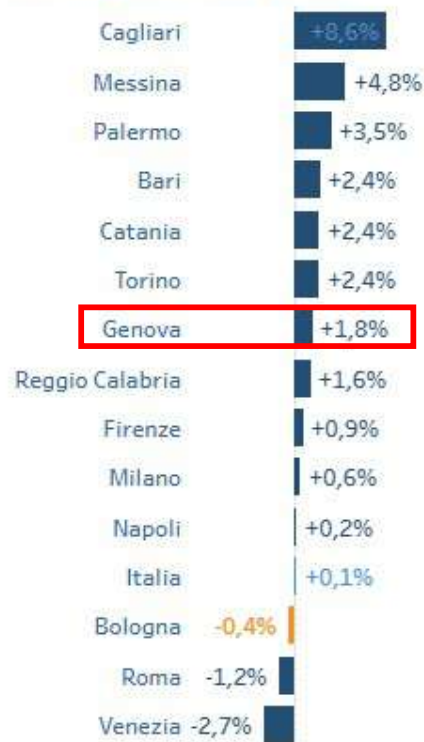 Cagliari +8,6%
Messina +4,8%
Palermo +3,5%
Bari +2,4%
Catania +2,4%
Torino +2,4%
Genova +1,8%
Reggio Calabria +1,6%
Firenze +0,9%
Milano +0,6%
Napoli +0,2%
Italia +0,1%
Bologna -0,4%
Roma -1,2%
Venezia -2,7%